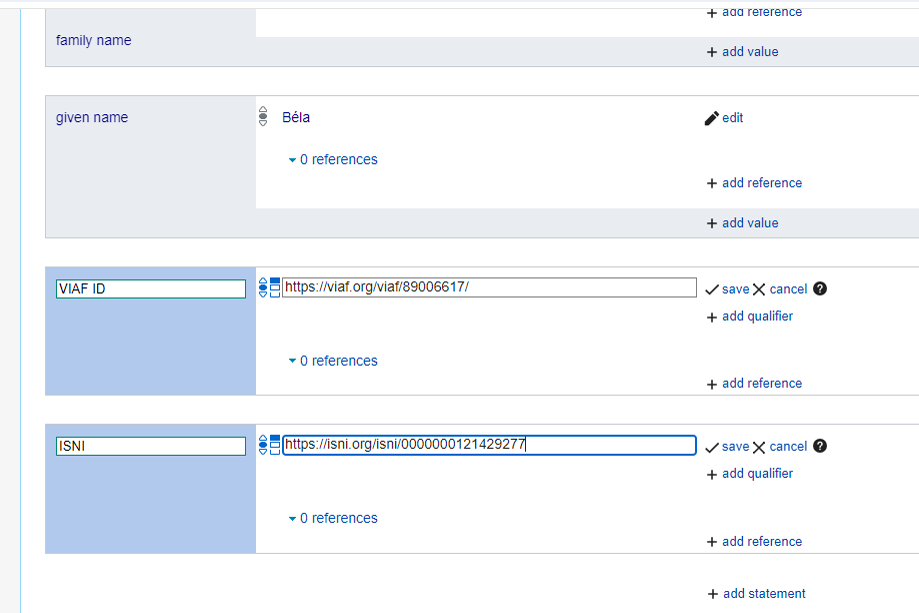 add reference
family name
add value
given name
Béla
edit
0 references
add reference
add value
VIAF ID
https://viaf.org/viaf/89006617/
save cancel ?
add qualifier
0 references
add reference
ISNI
https://isni.org/isni/0000000121429277
save cancel ?
add qualifier
0 references
add reference
add statement